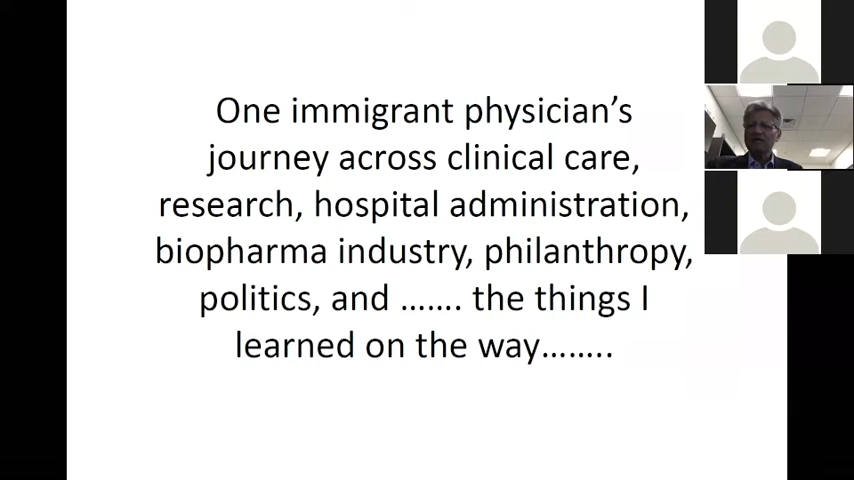 One immigrant physician’s
journey across clinical care,
research, hospital administration,
biopharma industry, philanthropy,
politics, and ……. the things I
learned on the way……..